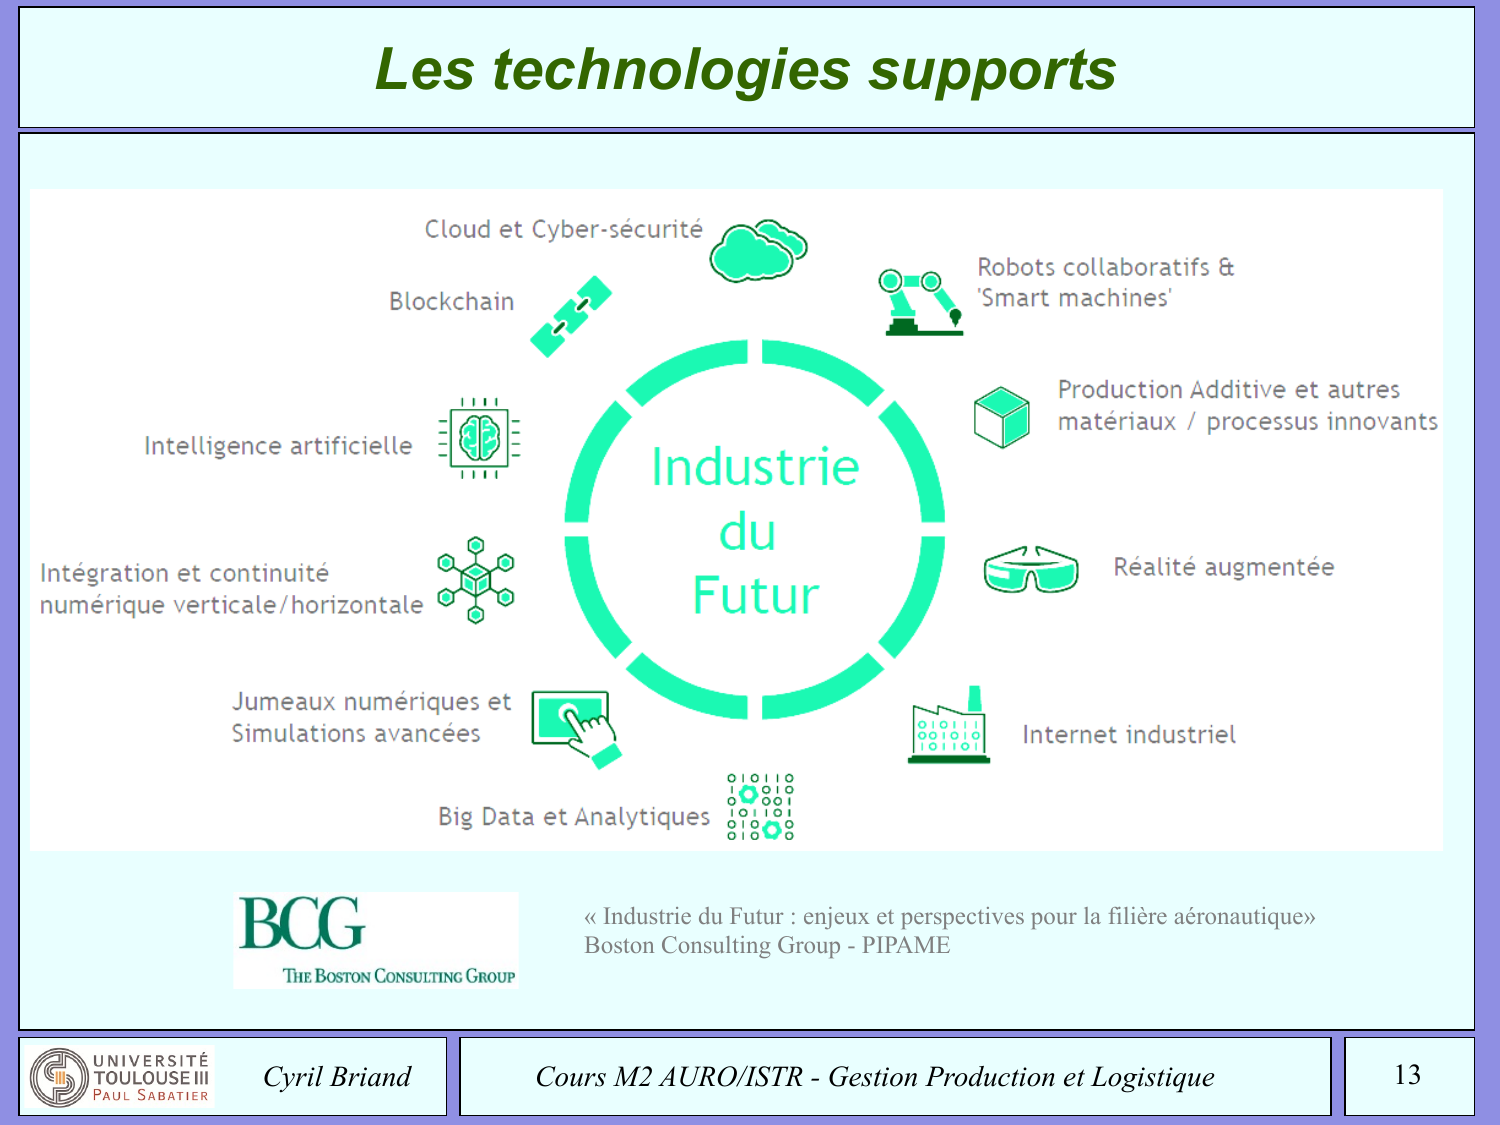 Les technologies supports
Cloud et Cyber-sécurité
Robots collaboratifs &
'Smart machines'
Blockchain
Production Additive et autres
matériaux / processus innovants
Intelligence artificielle
Industrie
du
Futur
Réalité augmentée
Intégration et continuité
numérique verticale/horizontale
Jumeaux numériques et
Simulations avancées
Internet industriel
Big Data et Analytiques
BCG
THE BOSTON CONSULTING GROUP
« Industrie du Futur : enjeux et perspectives pour la filière aéronautique»
Boston Consulting Group - PIPAME
UNIVERSITÉ
TOULOUSE III
PAUL SABATIER
Cyril Briand
Cours M2 AURO/ISTR - Gestion Production et Logistique
13